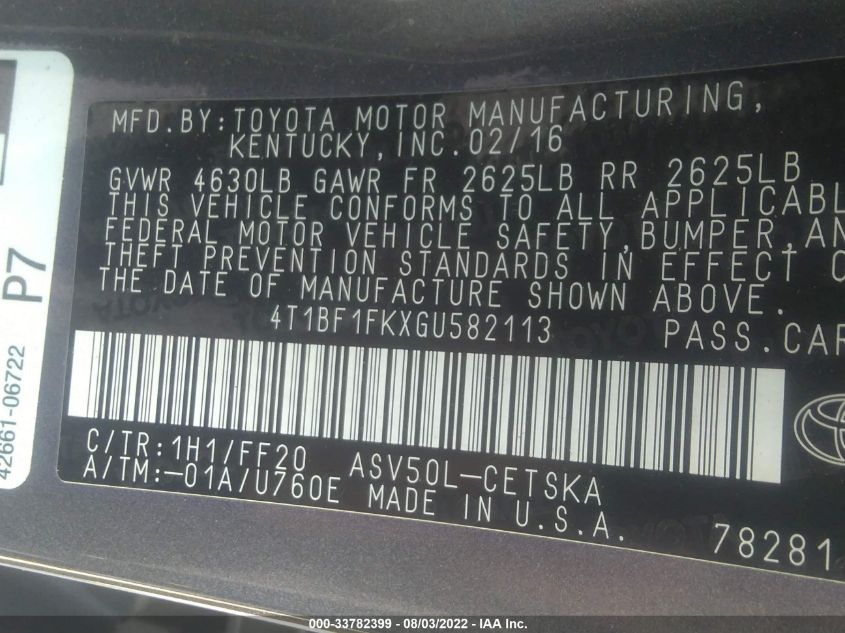 MFD.BY:TOYOTA MOTOR MANUFACTURING,
KENTUCKY,INC.02/16
GVWR 4630LB GAWR FR 2625LB RR 2625LB
THIS VEHICLE CONFORMS TO ALL APPLICABL
FEDERAL MOTOR VEHICLE SAFETY,BUMPER,AN
THEFT PREVENTION STANDARDS IN EFFECT O
THE DATE OF MANUFACTURE SHOWN ABOVE.
4T1BF1FKXGU582113 PASS.CAR
C/TR:1H1/FF20 ASV50L-CETSKA
A/TM:-01A/U760E MADE IN U.S.A. 78281
P7
42661-06722
000-33782399 - 08/03/2022 - IAA Inc.